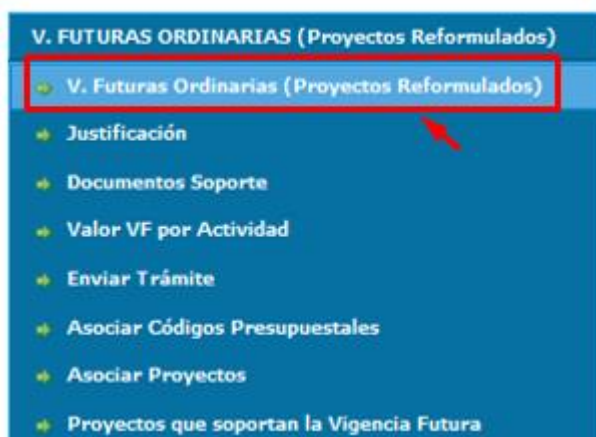 V. FUTURAS ORDINARIAS (Proyectos Reformulados)
V. Futuras Ordinarias (Proyectos Reformulados)
Justificación
Documentos Soporte
Valor VF por Actividad
Enviar Trámite
Asociar Códigos Presupuestales
Asociar Proyectos
Proyectos que soportan la Vigencia Futura